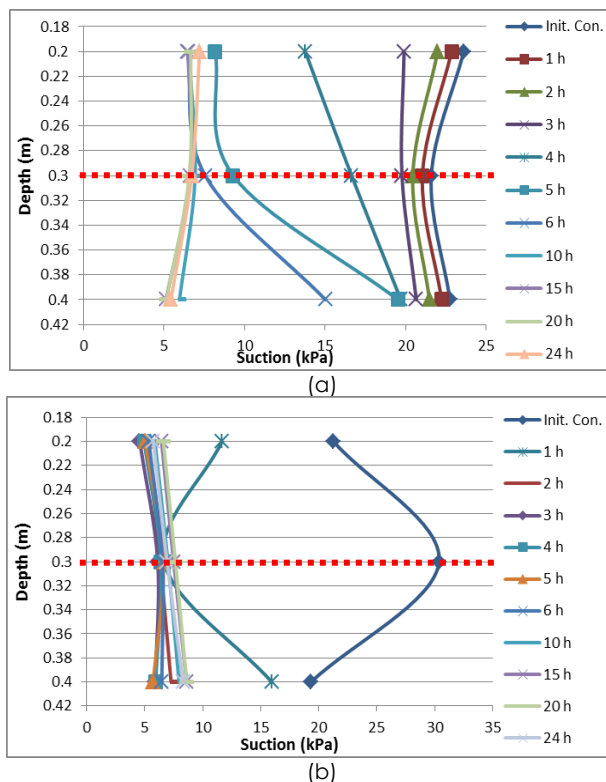 0.18
0.2
0.22
0.24
0.26
0.28
0.3
0.32
0.34
0.36
0.38
0.4
0.42
Depth (m)
0 5 10 15 20 25
Suction (kPa)
Init. Con.
1 h
2 h
3 h
4 h
5 h
6 h
10 h
15 h
20 h
24 h
(a)
0.18
0.2
0.22
0.24
0.26
0.28
0.3
0.32
0.34
0.36
0.38
0.4
0.42
Depth (m)
0 5 10 15 20 25 30 35
Suction (kPa)
Init. Con.
1 h
2 h
3 h
4 h
5 h
6 h
10 h
15 h
20 h
24 h
(b)